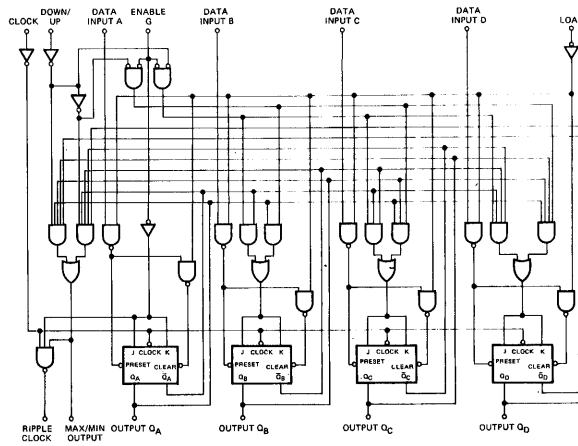 CLOCK
DOWN/
UP
DATA
INPUT A
ENABLE
G
DATA
INPUT B
DATA
INPUT C
DATA
INPUT D
LOA
J CLOCK K
PRESET
CLEAR
QA
Q̅A
J CLOCK K
PRESET
CLEAR
QB
Q̅B
J CLOCK K
PRESET
LLEAR
QC
Q̅C
J CLOCK K
PRESET
CLEAR
QD
Q̅D
RIPPLE
CLOCK
MAX/MIN
OUTPUT
OUTPUT QA
OUTPUT QB
OUTPUT QC
OUTPUT QD